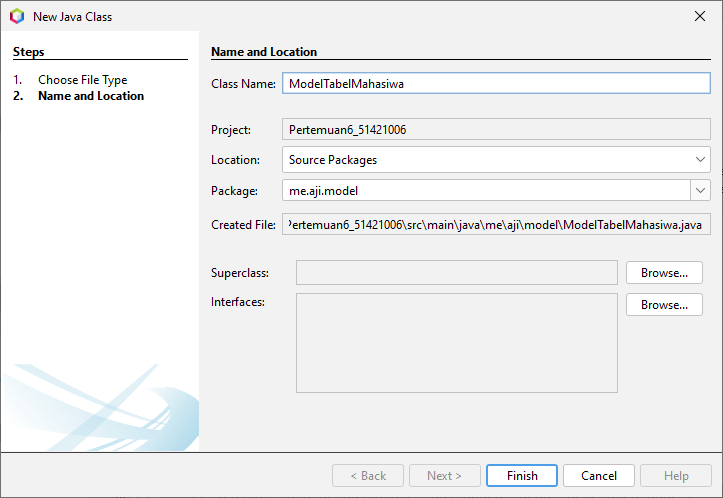 New Java Class
Steps
1. Choose File Type
2. Name and Location
Name and Location
Class Name: ModelTabelMahasiwa
Project: Pertemuan6_51421006
Location: Source Packages
Package: me.aji.model
Created File: Pertemuan6_51421006\src\main\java\me\aji\model\ModelTabelMahasiwa.java
Superclass: Browse...
Interfaces: Browse...
< Back Next > Finish Cancel Help